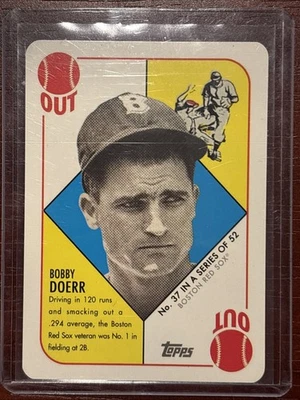 OUT
B
No. 37 IN A SERIES OF 52
BOSTON RED SOX®
BOBBY
DOERR
Driving in 120 runs
and smacking out a
.294 average, the Boston
Red Sox veteran was No. 1 in
fielding at 2B.
Topps
OUT